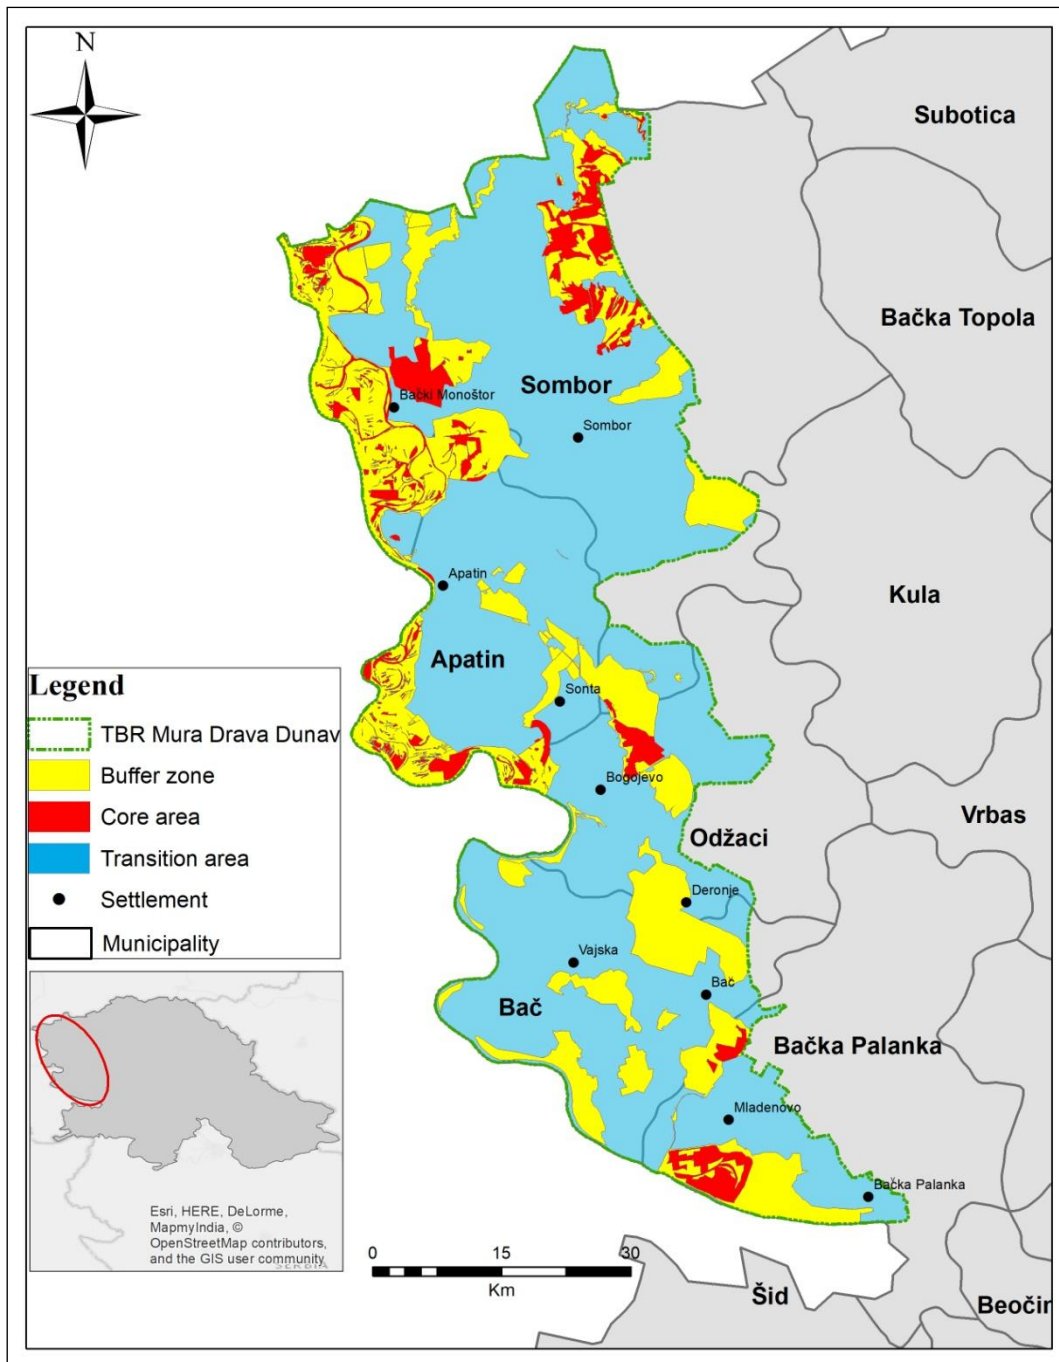 N
Subotica
Bačka Topola
Sombor
Bački Monoštor
Sombor
Kula
Apatin
Apatin
Sonta
Bogojevo
Vrbas
Odžaci
Deronje
Vajska
Bač
Bač
Bačka Palanka
Mladenovo
Bačka Palanka
Šid
Beočin
Legend
TBR Mura Drava Dunav
Buffer zone
Core area
Transition area
Settlement
Municipality
Esri, HERE, DeLorme,
MapmyIndia, ©
OpenStreetMap contributors,
and the GIS user community
SERBIA
0 15 30
Km